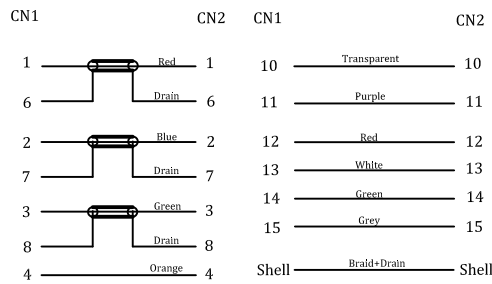 CN1 CN2
1 Red 1
6 Drain 6
2 Blue 2
7 Drain 7
3 Green 3
8 Drain 8
4 Orange 4
CN1 CN2
10 Transparent 10
11 Purple 11
12 Red 12
13 White 13
14 Green 14
15 Grey 15
Shell Braid+Drain Shell